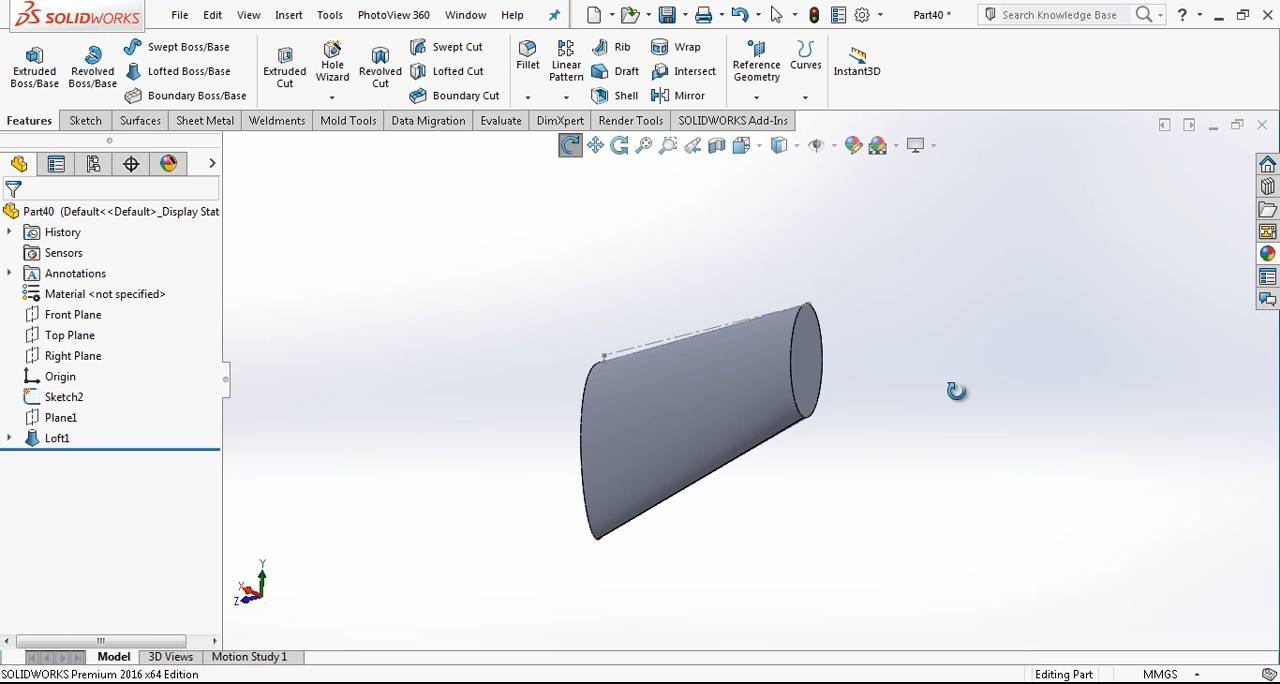 SOLIDWORKS File Edit View Insert Tools PhotoView 360 Window Help Part40 * Search Knowledge Base ?
Extruded Boss/Base
Revolved Boss/Base
Swept Boss/Base
Lofted Boss/Base
Boundary Boss/Base
Extruded Cut
Hole Wizard
Revolved Cut
Swept Cut
Lofted Cut
Boundary Cut
Fillet
Linear Pattern
Rib
Draft
Shell
Wrap
Intersect
Mirror
Reference Geometry
Curves
Instant3D
Features Sketch Surfaces Sheet Metal Weldments Mold Tools Data Migration Evaluate DimXpert Render Tools SOLIDWORKS Add-Ins
Part40 (Default<<Default>_Display Stat
History
Sensors
Annotations
Material <not specified>
Front Plane
Top Plane
Right Plane
Origin
Sketch2
Plane1
Loft1
Y
X
Z
Model 3D Views Motion Study 1
SOLIDWORKS Premium 2016 x64 Edition Editing Part MMGS